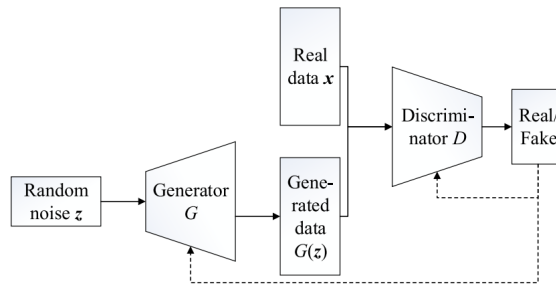 Real
data x
Discrimi-
nator D
Real/
Fake
Random
noise z
Generator
G
Gene-
rated
data
G(z)